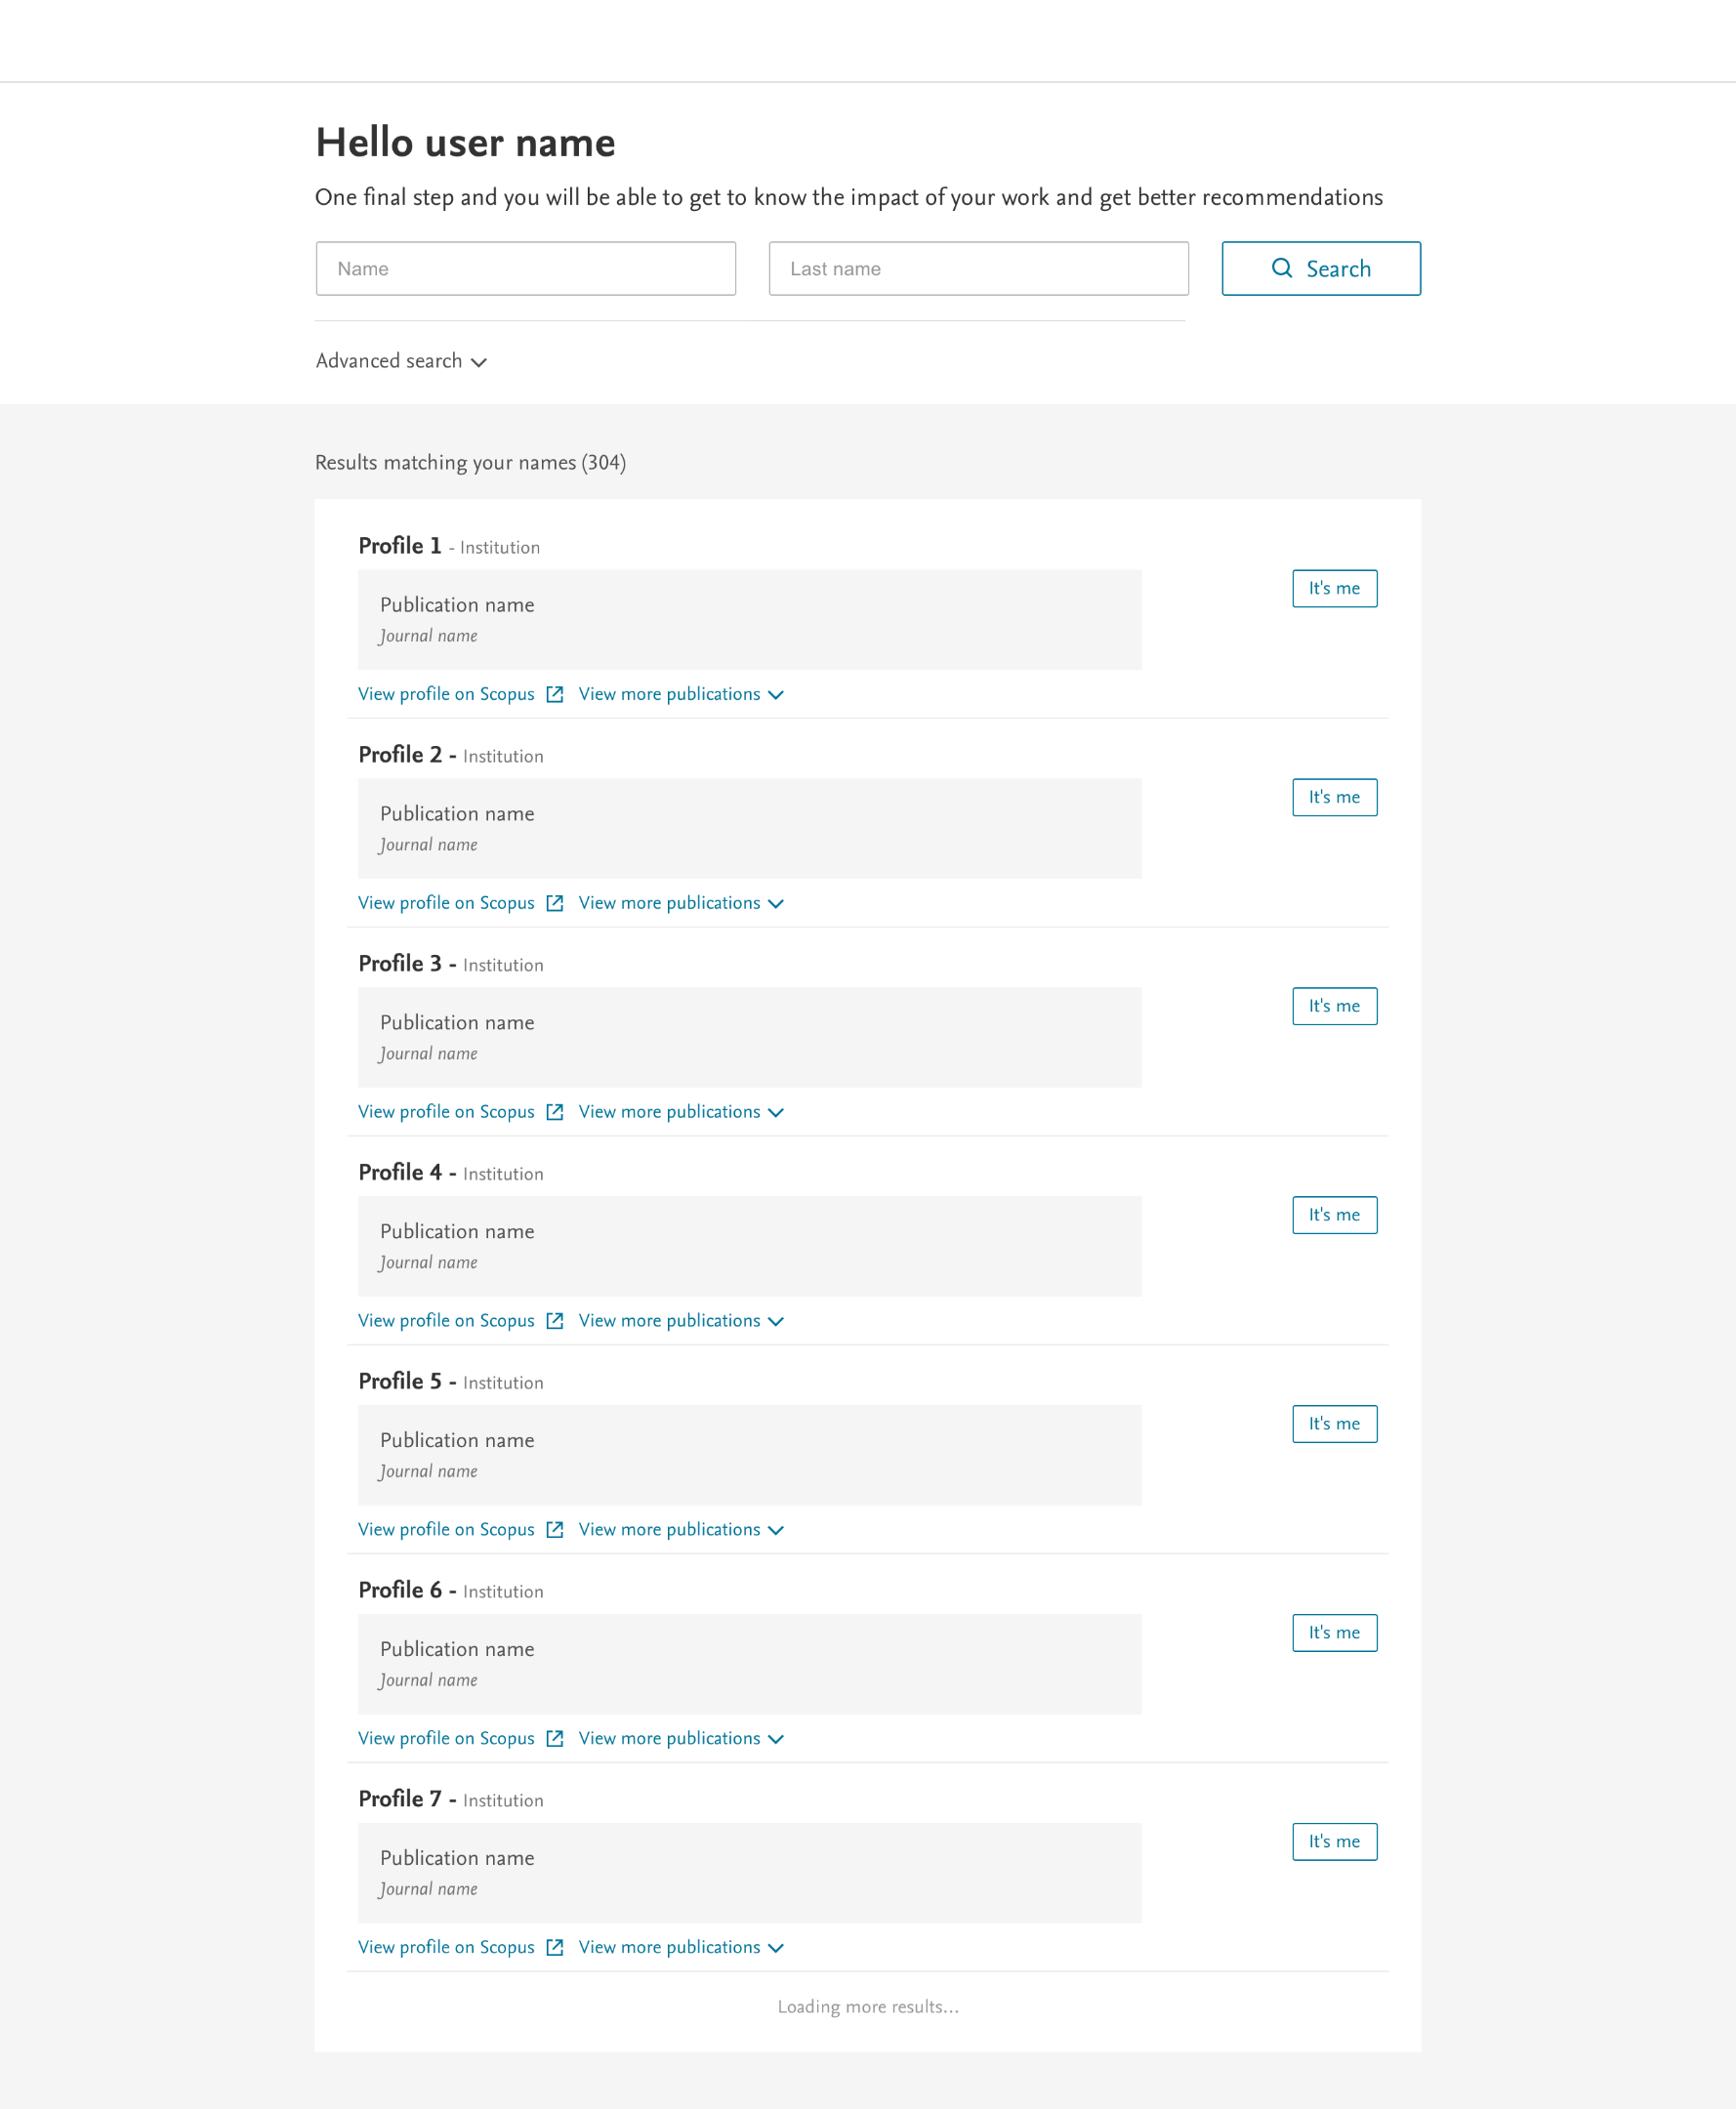 Hello user name
One final step and you will be able to get to know the impact of your work and get better recommendations
Name
Last name
Search
Advanced search
Results matching your names (304)
Profile 1 - Institution
It's me
Publication name
Journal name
View profile on Scopus View more publications
Profile 2 - Institution
It's me
Publication name
Journal name
View profile on Scopus View more publications
Profile 3 - Institution
It's me
Publication name
Journal name
View profile on Scopus View more publications
Profile 4 - Institution
It's me
Publication name
Journal name
View profile on Scopus View more publications
Profile 5 - Institution
It's me
Publication name
Journal name
View profile on Scopus View more publications
Profile 6 - Institution
It's me
Publication name
Journal name
View profile on Scopus View more publications
Profile 7 - Institution
It's me
Publication name
Journal name
View profile on Scopus View more publications
Loading more results...